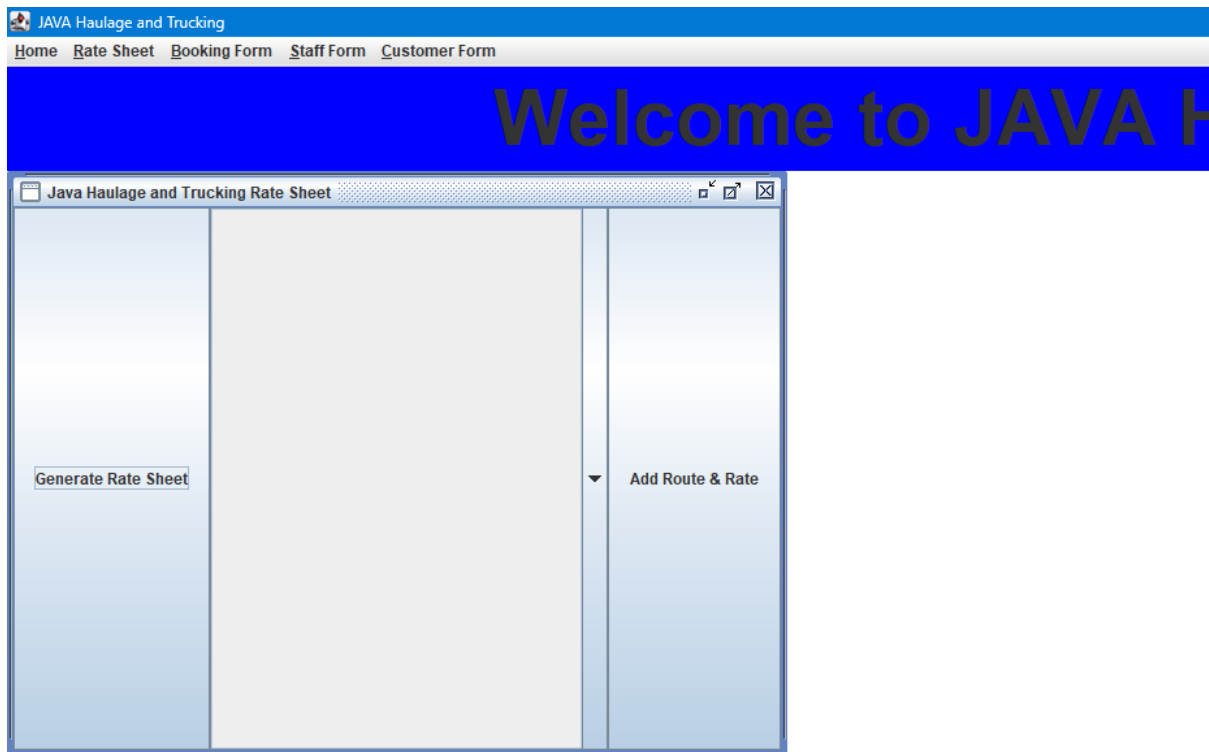 JAVA Haulage and Trucking
Home Rate Sheet Booking Form Staff Form Customer Form
Welcome to JAVA H
Java Haulage and Trucking Rate Sheet
Generate Rate Sheet Add Route & Rate